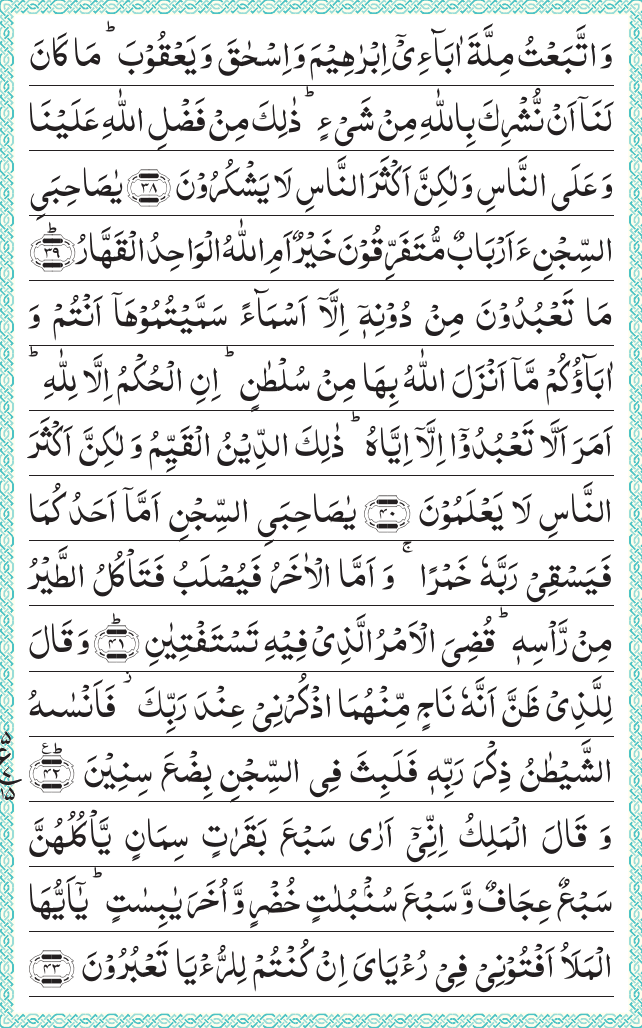 وَاتَّبَعْتُ مِلَّةَ اٰبَآءِیْۤ اِبْرٰهِیْمَ وَاِسْحٰقَ وَیَعْقُوْبَ ؕ مَا كَانَ
لَنَاۤ اَنْ نُّشْرِكَ بِاللّٰهِ مِنْ شَیْءٍ ؕ ذٰلِكَ مِنْ فَضْلِ اللّٰهِ عَلَیْنَا
وَعَلَی النَّاسِ وَلٰكِنَّ اَكْثَرَ النَّاسِ لَا یَشْكُرُوْنَ ﴿۳۸﴾ یٰصَاحِبَیِ
السِّجْنِ ءَاَرْبَابٌ مُّتَفَرِّقُوْنَ خَیْرٌ اَمِ اللّٰهُ الْوَاحِدُ الْقَهَّارُ ﴿ؕ۳۹﴾
مَا تَعْبُدُوْنَ مِنْ دُوْنِهٖۤ اِلَّاۤ اَسْمَآءً سَمَّیْتُمُوْهَاۤ اَنْتُمْ وَ
اٰبَآؤُكُمْ مَّاۤ اَنْزَلَ اللّٰهُ بِهَا مِنْ سُلْطٰنٍ ؕ اِنِ الْحُكْمُ اِلَّا لِلّٰهِ ؕ
اَمَرَ اَلَّا تَعْبُدُوْۤا اِلَّاۤ اِیَّاهُ ؕ ذٰلِكَ الدِّیْنُ الْقَیِّمُ وَلٰكِنَّ اَكْثَرَ
النَّاسِ لَا یَعْلَمُوْنَ ﴿۴۰﴾ یٰصَاحِبَیِ السِّجْنِ اَمَّاۤ اَحَدُكُمَا
فَیَسْقِیْ رَبَّهٗ خَمْرًا ۚ وَاَمَّا الْاٰخَرُ فَیُصْلَبُ فَتَاْكُلُ الطَّیْرُ
مِنْ رَّاْسِهٖ ؕ قُضِیَ الْاَمْرُ الَّذِیْ فِیْهِ تَسْتَفْتِیٰنِ ﴿ؕ۴۱﴾ وَقَالَ
لِلَّذِیْ ظَنَّ اَنَّهٗ نَاجٍ مِّنْهُمَا اذْكُرْنِیْ عِنْدَ رَبِّكَ ؗ فَاَنْسٰىهُ
الشَّیْطٰنُ ذِكْرَ رَبِّهٖ فَلَبِثَ فِی السِّجْنِ بِضْعَ سِنِیْنَ ﴿ؕ۴۲﴾ ع
وَقَالَ الْمَلِكُ اِنِّیْۤ اَرٰی سَبْعَ بَقَرٰتٍ سِمَانٍ یَّاْكُلُهُنَّ
سَبْعٌ عِجَافٌ وَّسَبْعَ سُنْۢبُلٰتٍ خُضْرٍ وَّاُخَرَ یٰبِسٰتٍ ؕ یٰۤاَیُّهَا
الْمَلَاُ اَفْتُوْنِیْ فِیْ رُءْیَایَ اِنْ كُنْتُمْ لِلرُّءْیَا تَعْبُرُوْنَ ﴿۴۳﴾